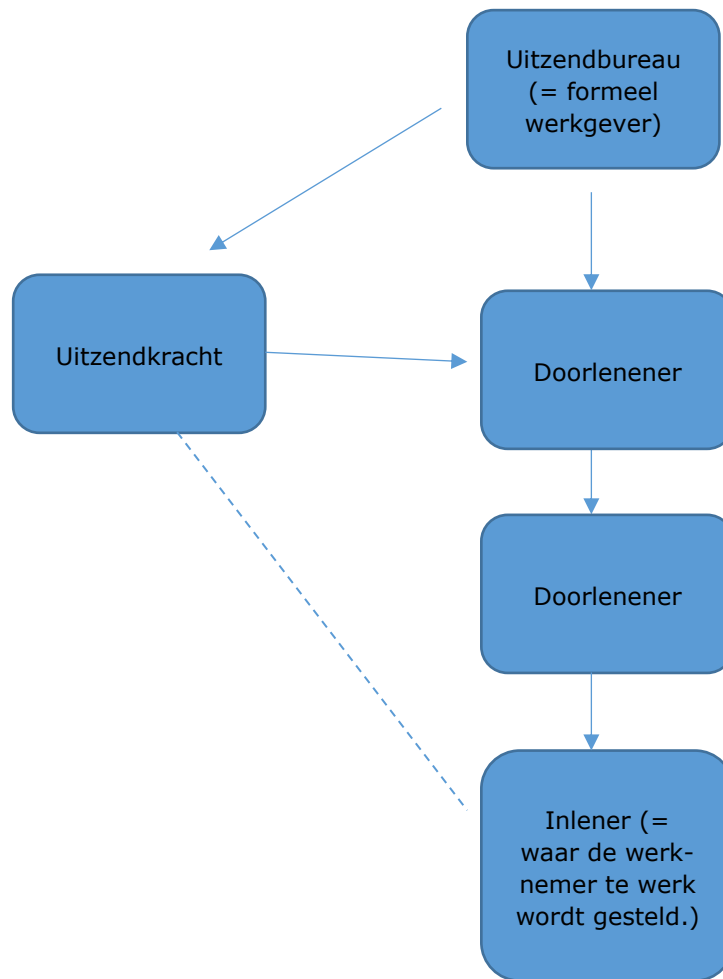 Uitzendbureau
(= formeel
werkgever)
Uitzendkracht
Doorlenener
Doorlenener
Inlener (=
waar de werk-
nemer te werk
wordt gesteld.)